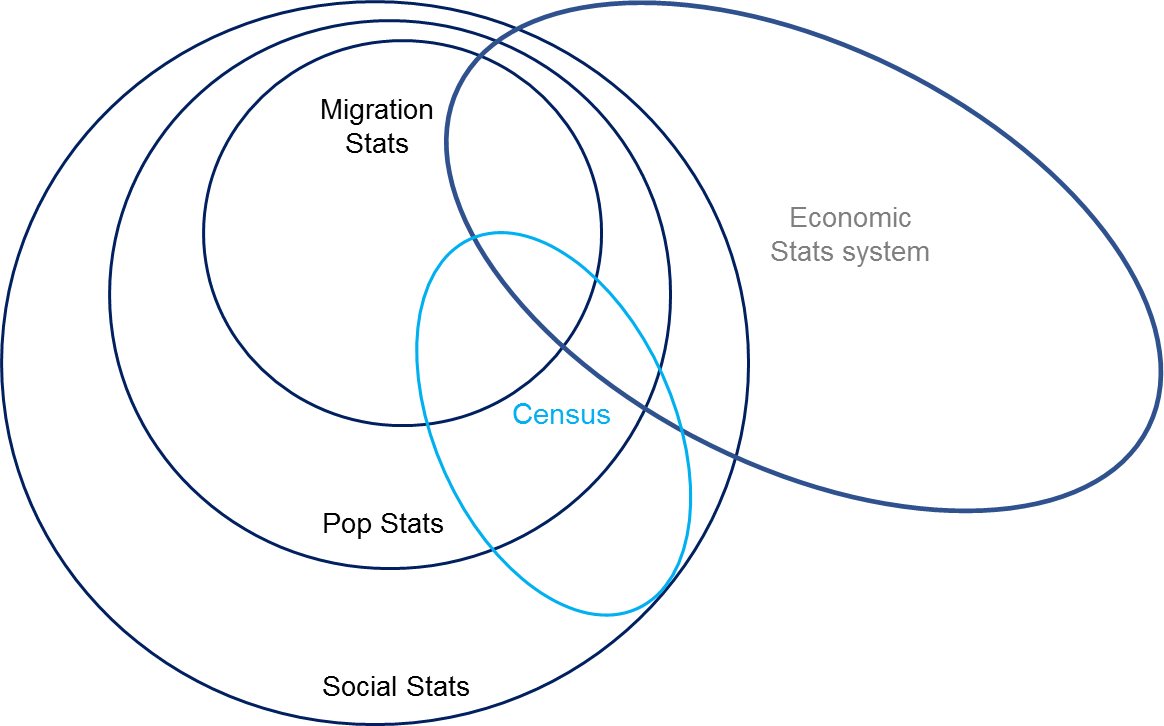 Migration
Stats
Economic
Stats system
Census
Pop Stats
Social Stats